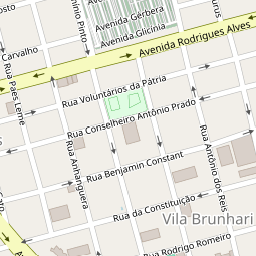 Avenida Gerbera
Avenida Glicínia
Carvalho
Avenida Rodrigues Alves
Rua Voluntários da Pátria
Rua Conselheiro Antônio Prado
Rua Paes Leme
Rua Anhanguera
Rua Benjamin Constant
Rua Antônio dos Reis
Rua da Constituição
Vila Brunhari
Rua Rodrigo Romeiro